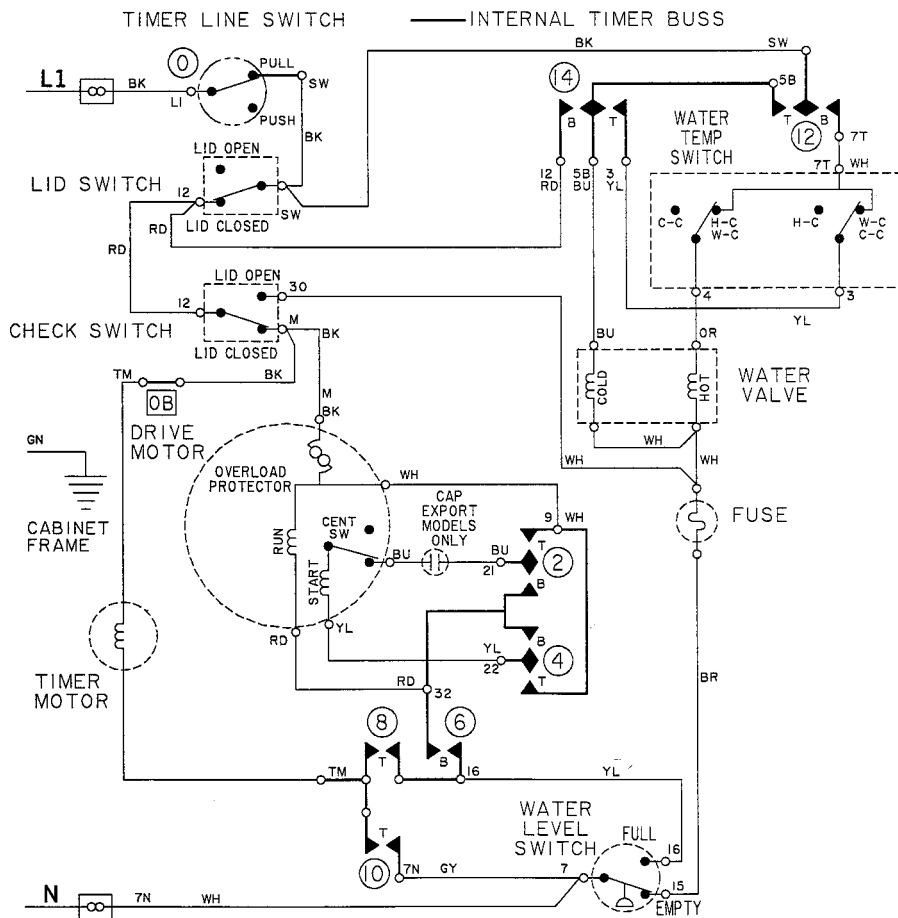 TIMER LINE SWITCH
INTERNAL TIMER BUSS
L1
BK
L1
0
PULL
SW
PUSH
BK
BK
SW
14
B
T
5B
T
B
12
7T
WATER
TEMP
SWITCH
7T
WH
LID OPEN
LID SWITCH
12
SW
LID CLOSED
RD
RD
12
RD
5B
BU
3
YL
C-C
H-C
W-C
H-C
W-C
C-C
4
3
YL
LID OPEN
30
12
M
CHECK SWITCH
LID CLOSED
BK
BK
BU
OR
COLD
HOT
WATER
VALVE
WH
WH
WH
TM
OB
DRIVE
MOTOR
M
BK
GN
CABINET
FRAME
OVERLOAD
PROTECTOR
WH
CAP
EXPORT
MODELS
ONLY
9
WH
FUSE
RUN
CENT
SW
START
BU
BU
21
T
2
B
B
YL
22
4
T
RD
YL
RD
32
BR
TIMER
MOTOR
8
T
6
B
16
YL
TM
T
10
7N
GY
7
WATER
LEVEL
SWITCH
FULL
16
15
EMPTY
N
7N
WH